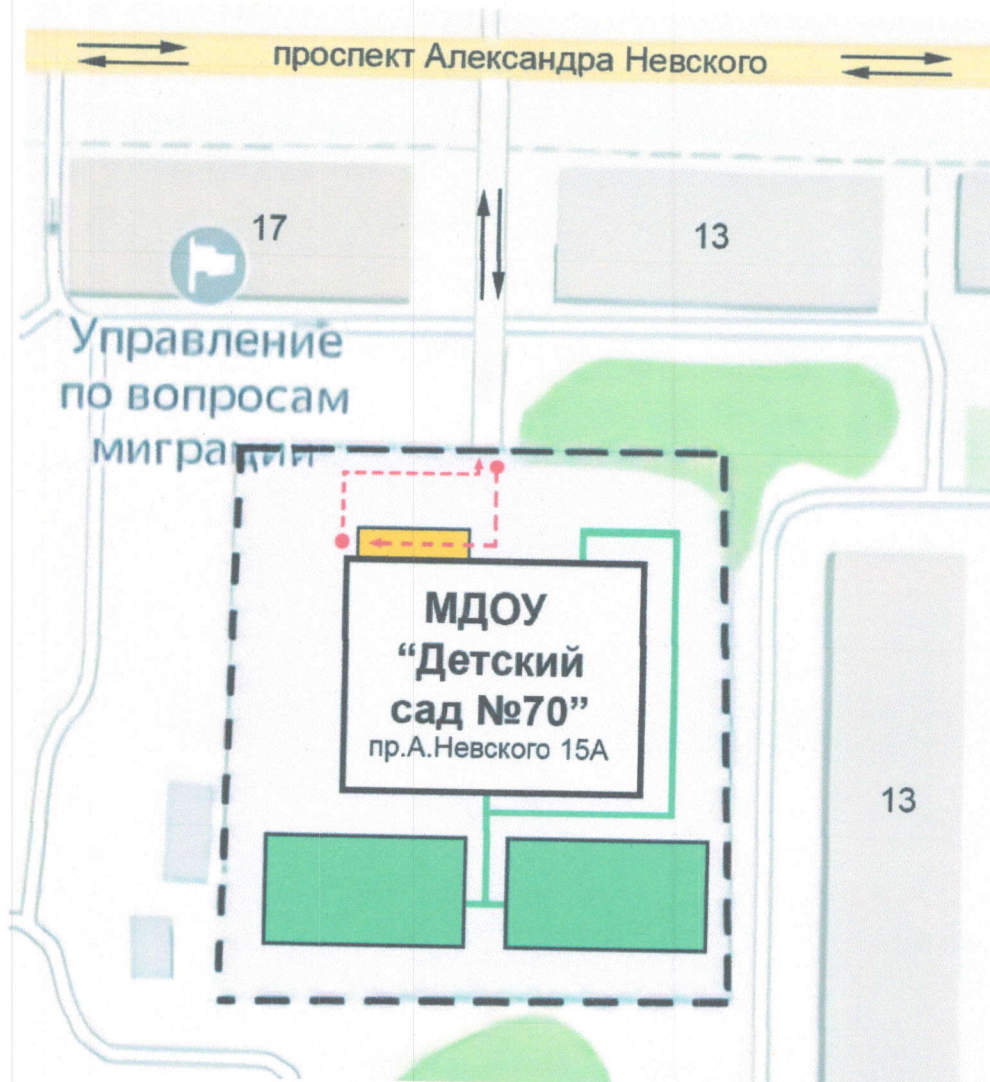 проспект Александра Невского
17
13
Управление
по вопросам
миграции
МДОУ
“Детский
сад №70”
пр.А.Невского 15А
13